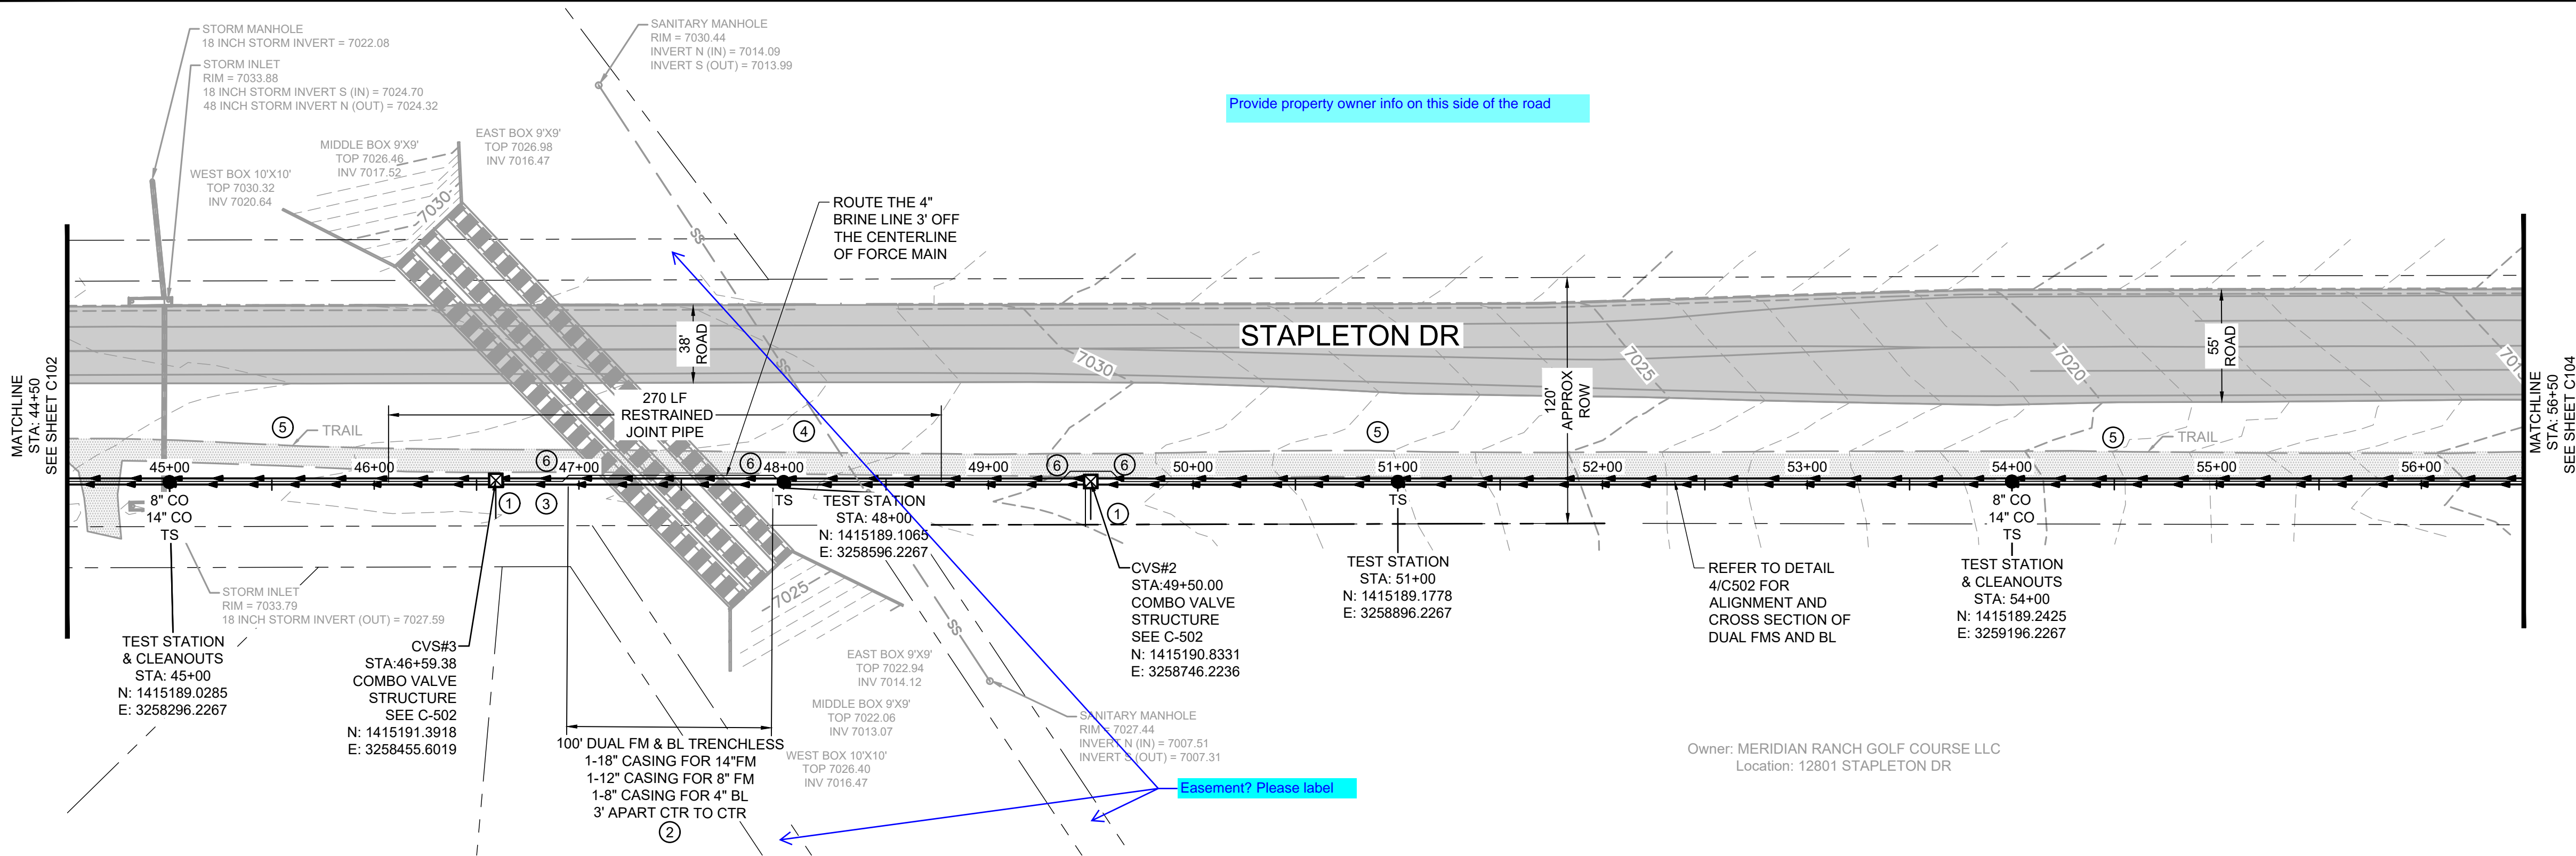 STORM MANHOLE
18 INCH STORM INVERT = 7022.08
STORM INLET
RIM = 7033.88
18 INCH STORM INVERT S (IN) = 7024.70
48 INCH STORM INVERT N (OUT) = 7024.32
SANITARY MANHOLE
RIM = 7030.44
INVERT N (IN) = 7014.09
INVERT S (OUT) = 7013.99
Provide property owner info on this side of the road
EAST BOX 9'X9'
TOP 7026.98
INV 7016.47
MIDDLE BOX 9'X9'
TOP 7026.46
INV 7017.52
WEST BOX 10'X10'
TOP 7030.32
INV 7020.64
7030
SS
ROUTE THE 4"
BRINE LINE 3' OFF
THE CENTERLINE
OF FORCE MAIN
STAPLETON DR
38'
ROAD
SS
7030
7025
7020
55'
ROAD
120'
APPROX
ROW
MATCHLINE
STA: 44+50
SEE SHEET C102
MATCHLINE
STA: 56+50
SEE SHEET C104
270 LF
RESTRAINED
JOINT PIPE
5
TRAIL
4
5
5
TRAIL
45+00
46+00
6
47+00
6
48+00
49+00
6
6
50+00
51+00
52+00
53+00
54+00
55+00
56+00
8" CO
14" CO
TS
1
3
TS
TEST STATION
STA: 48+00
N: 1415189.1065
E: 3258596.2267
1
TS
8" CO
14" CO
TS
STORM INLET
RIM = 7033.79
18 INCH STORM INVERT (OUT) = 7027.59
TEST STATION
& CLEANOUTS
STA: 45+00
N: 1415189.0285
E: 3258296.2267
CVS#3
STA:46+59.38
COMBO VALVE
STRUCTURE
SEE C-502
N: 1415191.3918
E: 3258455.6019
7025
SS
CVS#2
STA:49+50.00
COMBO VALVE
STRUCTURE
SEE C-502
N: 1415190.8331
E: 3258746.2236
TEST STATION
STA: 51+00
N: 1415189.1778
E: 3258896.2267
REFER TO DETAIL
4/C502 FOR
ALIGNMENT AND
CROSS SECTION OF
DUAL FMS AND BL
TEST STATION
& CLEANOUTS
STA: 54+00
N: 1415189.2425
E: 3259196.2267
EAST BOX 9'X9'
TOP 7022.94
INV 7014.12
MIDDLE BOX 9'X9'
TOP 7022.06
INV 7013.07
WEST BOX 10'X10'
TOP 7026.40
INV 7016.47
SANITARY MANHOLE
RIM = 7027.44
INVERT N (IN) = 7007.51
INVERT S (OUT) = 7007.31
100' DUAL FM & BL TRENCHLESS
1-18" CASING FOR 14"FM
1-12" CASING FOR 8" FM
1-8" CASING FOR 4" BL
3' APART CTR TO CTR
2
Easement? Please label
Owner: MERIDIAN RANCH GOLF COURSE LLC
Location: 12801 STAPLETON DR